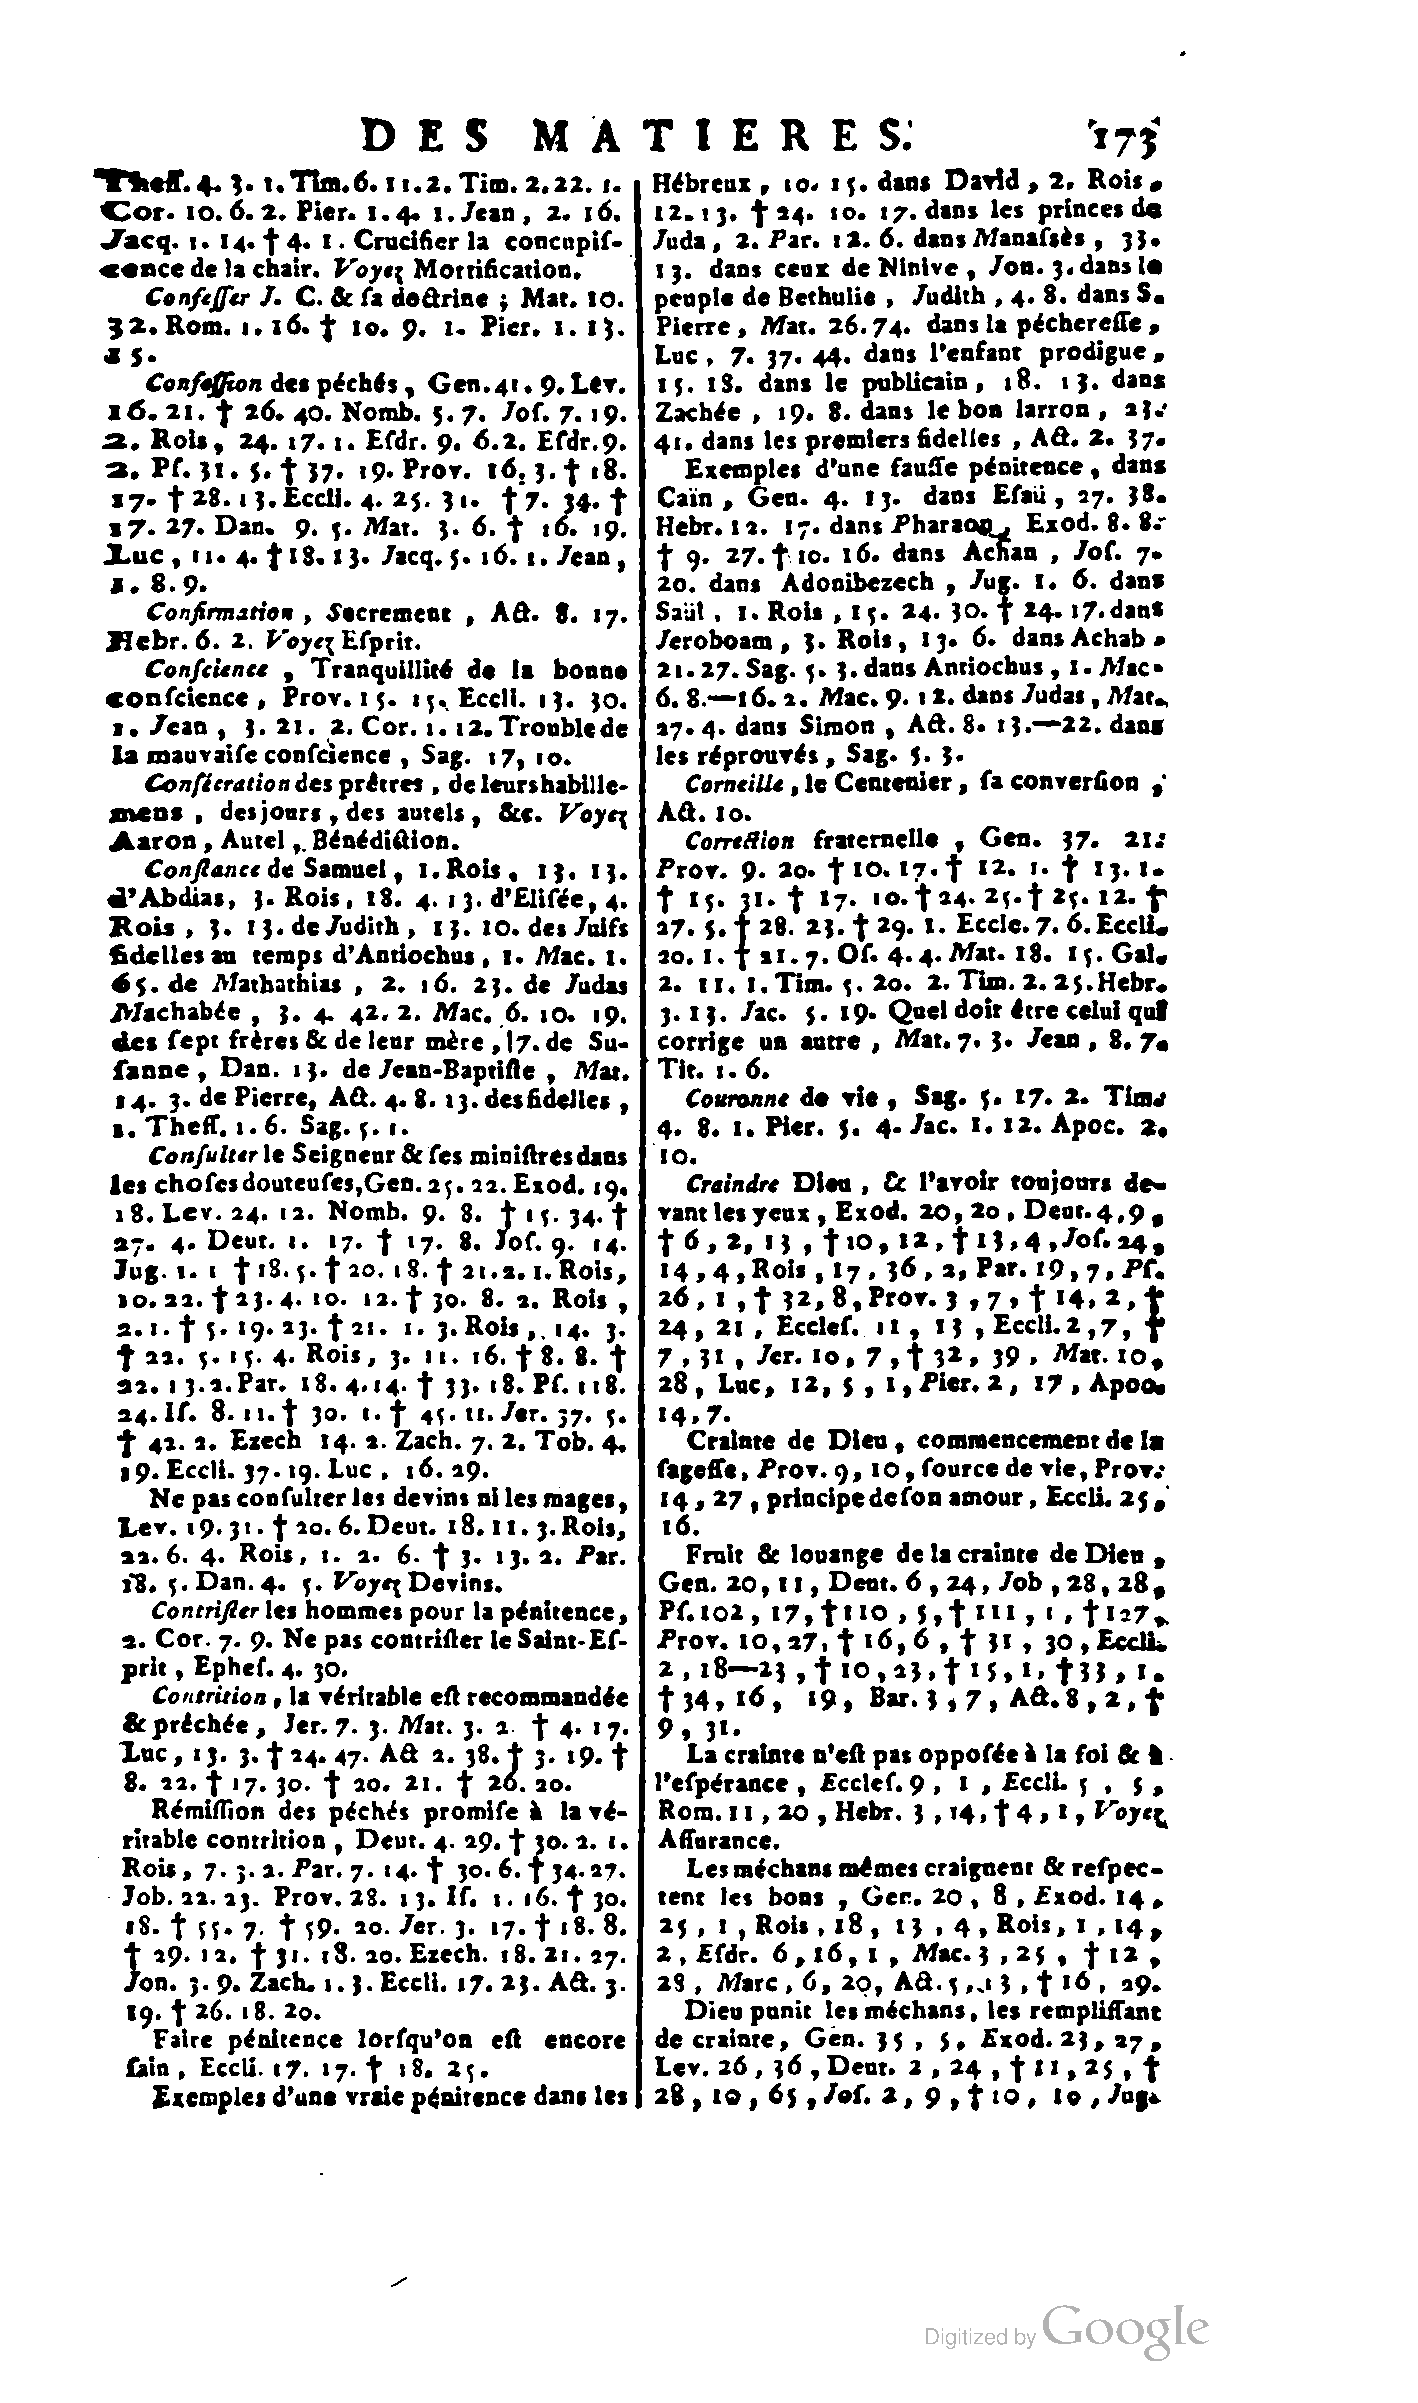 DES MATIERES. 173
Theſſ. 4. 3. 1. Tim. 6. 11. 2. Tim. 2. 22. 1.
Cor. 10. 6. 2. Pier. 1. 4. 1. Jean, 2. 16.
Jacq. 1. 14. † 4. 1. Crucifier la concupiſ-
cence de la chair. Voyez Mortification.
Confeſſer J. C. & ſa doctrine ; Mat. 10.
32. Rom. 1. 16. † 10. 9. 1. Pier. 1. 13.
15.
Confeſſion des péchés, Gen. 41. 9. Lev.
16. 21. † 26. 40. Nomb. 5. 7. Joſ. 7. 19.
2. Rois, 24. 17. 1. Eſdr. 9. 6. 2. Eſdr. 9.
2. Pſ. 31. 5. † 37. 19. Prov. 16. 3. † 18.
17. † 28. 13. Eccli. 4. 25. 31. † 7. 34. †
17. 27. Dan. 9. 5. Mat. 3. 6. † 16. 19.
Luc, 11. 4. † 18. 13. Jacq. 5. 16. 1. Jean,
1. 8. 9.
Confirmation, Sacrement, Act. 8. 17.
Hebr. 6. 2. Voyez Eſprit.
Conſcience, Tranquillité de la bonne
conſcience, Prov. 15. 15. Eccli. 13. 30.
1. Jean, 3. 21. 2. Cor. 1. 12. Trouble de
la mauvaiſe conſcience, Sag. 17, 10.
Conſécration des prêtres, de leurs habille-
mens, des jours, des autels, &c. Voyez
Aaron, Autel, Bénédiction.
Conſtance de Samuel, 1. Rois, 13. 13.
d'Abdias, 3. Rois, 18. 4. 13. d'Eliſée, 4.
Rois, 3. 13. de Judith, 13. 10. des Juifs
fidelles au temps d'Antiochus, 1. Mac. 1.
65. de Mathathias, 2. 16. 23. de Judas
Machabée, 3. 4. 42. 2. Mac. 6. 10. 19.
des ſept frères & de leur mère, 7. de Su-
ſanne, Dan. 13. de Jean-Baptiſte, Mat.
14. 3. de Pierre, Act. 4. 8. 13. des fidelles,
1. Theſſ. 1. 6. Sag. 5. 1.
Conſulter le Seigneur & ſes miniſtres dans
les choſes douteuſes, Gen. 25. 22. Exod. 19.
18. Lev. 24. 12. Nomb. 9. 8. † 15. 34. †
27. 4. Deut. 1. 17. † 17. 8. Joſ. 9. 14.
Jug. 1. 1 † 18. 5. † 20. 18. † 21. 2. 1. Rois,
10. 22. † 23. 4. 10. 12. † 30. 8. 2. Rois,
2. 1. † 5. 19. 23. † 21. 1. 3. Rois, 14. 3.
† 22. 5. 15. 4. Rois, 3. 11. 16. † 8. 8. †
22. 13. 2. Par. 18. 4. 14. † 33. 18. Pſ. 118.
24. Iſ. 8. 11. † 30. 1. † 45. 11. Jer. 37. 5.
† 42. 2. Ezech 14. 2. Zach. 7. 2. Tob. 4.
19. Eccli. 37. 19. Luc, 16. 29.
Ne pas conſulter les devins ni les mages,
Lev. 19. 31. † 20. 6. Deut. 18. 11. 3. Rois,
22. 6. 4. Rois, 1. 2. 6. † 3. 13. 2. Par.
18. 5. Dan. 4. 5. Voyez Devins.
Contriſter les hommes pour la pénitence,
2. Cor. 7. 9. Ne pas contriſter le Saint-Eſ-
prit, Epheſ. 4. 30.
Contrition, la véritable eſt recommandée
& prêchée, Jer. 7. 3. Mat. 3. 2. † 4. 17.
Luc, 13. 3. † 24. 47. Act 2. 38. † 3. 19. †
8. 22. † 17. 30. † 20. 21. † 26. 20.
Rémiſſion des péchés promiſe à la vé-
ritable contrition, Deut. 4. 29. † 30. 2. 1.
Rois, 7. 3. 2. Par. 7. 14. † 30. 6. † 34. 27.
Job. 22. 23. Prov. 28. 13. Iſ. 1. 16. † 30.
18. † 55. 7. † 59. 20. Jer. 3. 17. † 18. 8.
† 29. 12. † 31. 18. 20. Ezech. 18. 21. 27.
Jon. 3. 9. Zach. 1. 3. Eccli. 17. 23. Act. 3.
19. † 26. 18. 20.
Faire pénitence lorſqu'on eſt encore
ſain, Eccli. 17. 17. † 18. 25.
Exemples d'une vraie pénitence dans les
Hébreux, 10. 15. dans David, 2. Rois,
12. 13. † 24. 10. 17. dans les princes de
Juda, 2. Par. 12. 6. dans Manaſsès, 33.
13. dans ceux de Ninive, Jon. 3. dans le
peuple de Bethulie, Judith, 4. 8. dans S.
Pierre, Mat. 26. 74. dans la péchereſſe,
Luc, 7. 37. 44. dans l'enfant prodigue,
15. 18. dans le publicain, 18. 13. dans
Zachée, 19. 8. dans le bon larron, 23.
41. dans les premiers fidelles, Act. 2. 37.
Exemples d'une fauſſe pénitence, dans
Caïn, Gen. 4. 13. dans Eſaü, 27. 38.
Hebr. 12. 17. dans Pharaon, Exod. 8. 8.
† 9. 27. † 10. 16. dans Achan, Joſ. 7.
20. dans Adonibezech, Jug. 1. 6. dans
Saül, 1. Rois, 15. 24. 30. † 24. 17. dans
Jeroboam, 3. Rois, 13. 6. dans Achab,
21. 27. Sag. 5. 3. dans Antiochus, 1. Mac.
6. 8.—16. 2. Mac. 9. 12. dans Judas, Mat.
27. 4. dans Simon, Act. 8. 13.—22. dans
les réprouvés, Sag. 5. 3.
Corneille, le Centenier, ſa converſion,
Act. 10.
Correction fraternelle, Gen. 37. 21.
Prov. 9. 20. † 10. 17. † 12. 1. † 13. 1.
† 15. 31. † 17. 10. † 24. 25. † 25. 12. †
27. 5. † 28. 23. † 29. 1. Eccle. 7. 6. Eccli.
20. 1. † 21. 7. Oſ. 4. 4. Mat. 18. 15. Gal.
2. 11. 1. Tim. 5. 20. 2. Tim. 2. 25. Hebr.
3. 13. Jac. 5. 19. Quel doit être celui qui
corrige un autre, Mat. 7. 3. Jean, 8. 7.
Tit. 1. 6.
Couronne de vie, Sag. 5. 17. 2. Tim.
4. 8. 1. Pier. 5. 4. Jac. 1. 12. Apoc. 2.
10.
Craindre Dieu, & l'avoir toujours de-
vant les yeux, Exod. 20, 20, Deut. 4, 9,
† 6, 2, 13, † 10, 12, † 13, 4, Joſ. 24,
14, 4, Rois, 17, 36, 2, Par. 19, 7, Pſ.
26, 1, † 32, 8, Prov. 3, 7, † 14, 2, †
24, 21, Eccleſ. 11, 13, Eccli. 2, 7, †
7, 31, Jer. 10, 7, † 32, 39, Mat. 10,
28, Luc, 12, 5, 1, Pier. 2, 17, Apoc.
14, 7.
Crainte de Dieu, commencement de la
ſageſſe, Prov. 9, 10, ſource de vie, Prov.
14, 27, principe de ſon amour, Eccli. 25,
16.
Fruit & louange de la crainte de Dieu,
Gen. 20, 11, Deut. 6, 24, Job, 28, 28,
Pſ. 102, 17, † 110, 5, † 111, 1, † 127,
Prov. 10, 27, † 16, 6, † 31, 30, Eccli.
2, 18—23, † 10, 23, † 15, 1, † 33, 1.
† 34, 16, 19, Bar. 3, 7, Act. 8, 2, †
9, 31.
La crainte n'eſt pas oppoſée à la foi & à
l'eſpérance, Eccleſ. 9, 1, Eccli. 5, 5,
Rom. 11, 20, Hebr. 3, 14, † 4, 1, Voyez
Aſſurance.
Les méchans mêmes craignent & reſpec-
tent les bons, Gen. 20, 8, Exod. 14,
25, 1, Rois, 18, 13, 4, Rois, 1, 14,
2, Eſdr. 6, 16, 1, Mac. 3, 25, † 12,
28, Marc, 6, 20, Act. 5, 13, † 16, 29.
Dieu punit les méchans, les rempliſſant
de crainte, Gen. 35, 5, Exod. 23, 27,
Lev. 26, 36, Deut. 2, 24, † 11, 25, †
28, 10, 65, Joſ. 2, 9, † 10, 10, Jug.
Digitized by Google